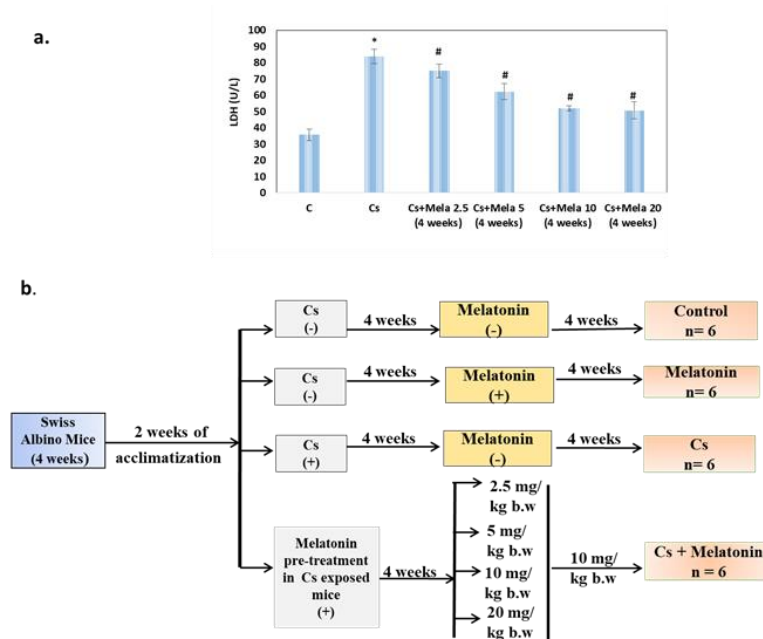 a.
100
90
80
70
60
50
40
30
20
10
0
LDH (U/L)
*
#
#
#
#
C
Cs
Cs+Mela 2.5
(4 weeks)
Cs+Mela 5
(4 weeks)
Cs+Mela 10
(4 weeks)
Cs+Mela 20
(4 weeks)
b.
Swiss
Albino Mice
(4 weeks)
2 weeks of
acclimatization
Cs
(-)
4 weeks
Melatonin
(-)
4 weeks
Control
n= 6
Cs
(-)
4 weeks
Melatonin
(+)
4 weeks
Melatonin
n= 6
Cs
(+)
4 weeks
Melatonin
(-)
4 weeks
Cs
n= 6
Melatonin
pre-treatment
in Cs exposed
mice
(+)
4 weeks
2.5 mg/
kg b.w
5 mg/
kg b.w
10 mg/
kg b.w
20 mg/
kg b.w
10 mg/
kg b.w
Cs + Melatonin
n = 6